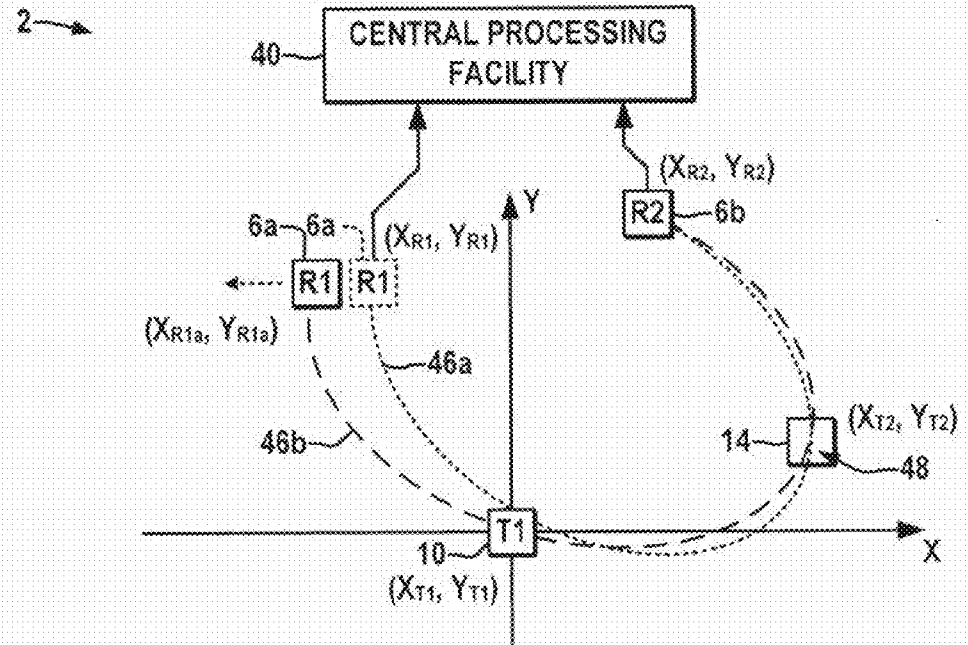 2
CENTRAL PROCESSING
FACILITY
40
(XR2, YR2)
R2
6b
Y
6a
6a
(XR1, YR1)
R1
R1
(XR1a, YR1a)
46a
46b
14
(XT2, YT2)
48
T1
10
X
(XT1, YT1)